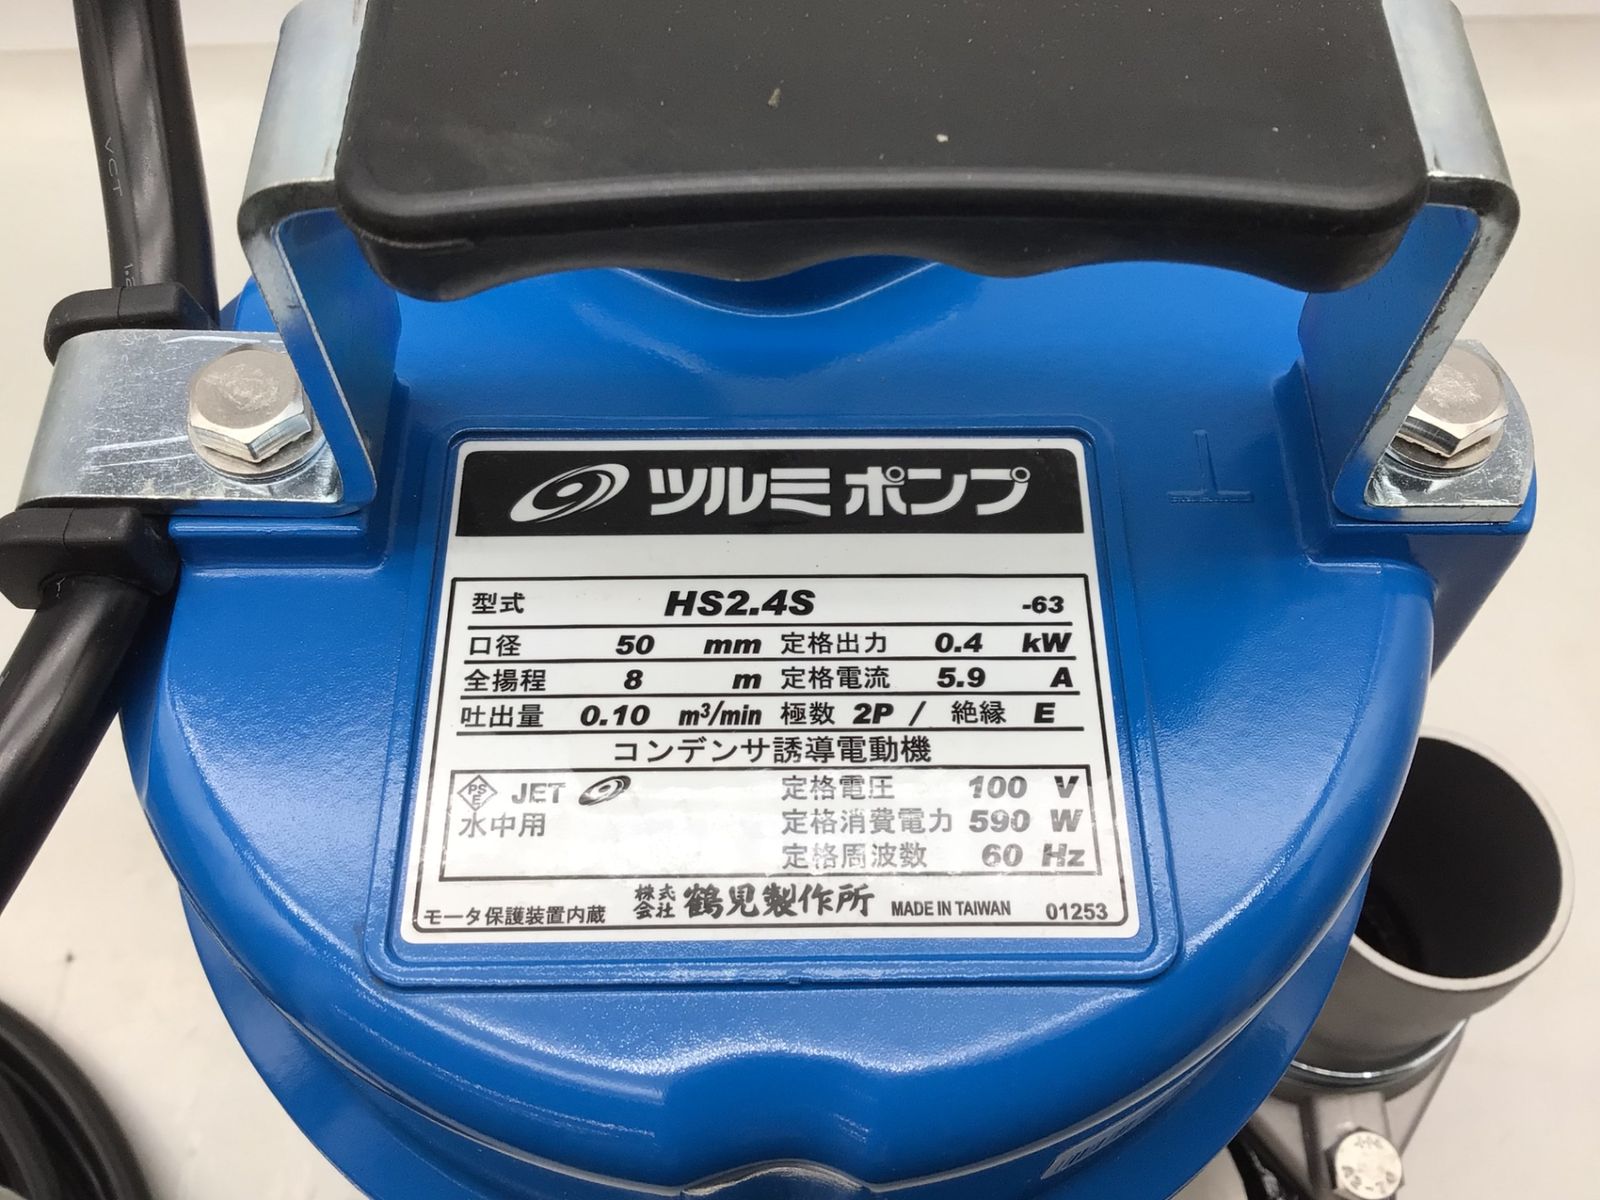 VCT
ツルミポンプ
型式 HS2.4S -63
口径 50 mm 定格出力 0.4 kW
全揚程 8 m 定格電流 5.9 A
吐出量 0.10 m³/min 極数 2P / 絶縁 E
コンデンサ誘導電動機
PSE JET 定格電圧 100 V
水中用 定格消費電力 590 W
定格周波数 60 Hz
モータ保護装置内蔵 株式会社 鶴見製作所 MADE IN TAIWAN 01253
A2-70